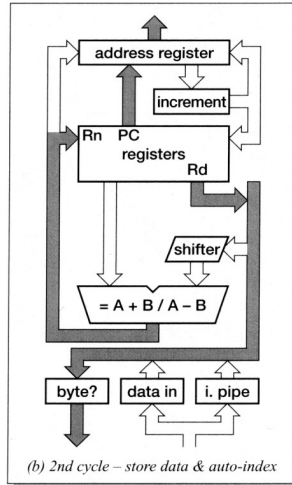 address register
increment
Rn PC
registers
Rd
shifter
= A + B / A – B
byte? data in i. pipe
(b) 2nd cycle – store data & auto-index